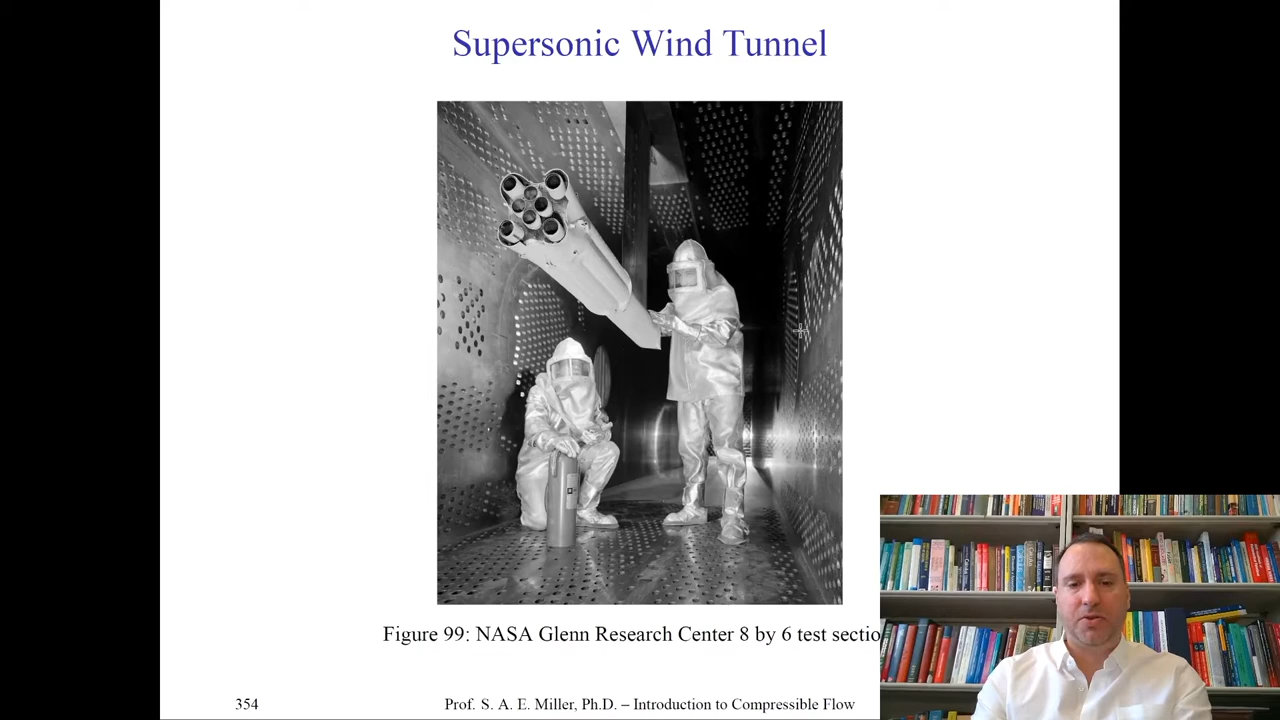 Supersonic Wind Tunnel
Figure 99: NASA Glenn Research Center 8 by 6 test sectio
354
Prof. S. A. E. Miller, Ph.D. – Introduction to Compressible Flow